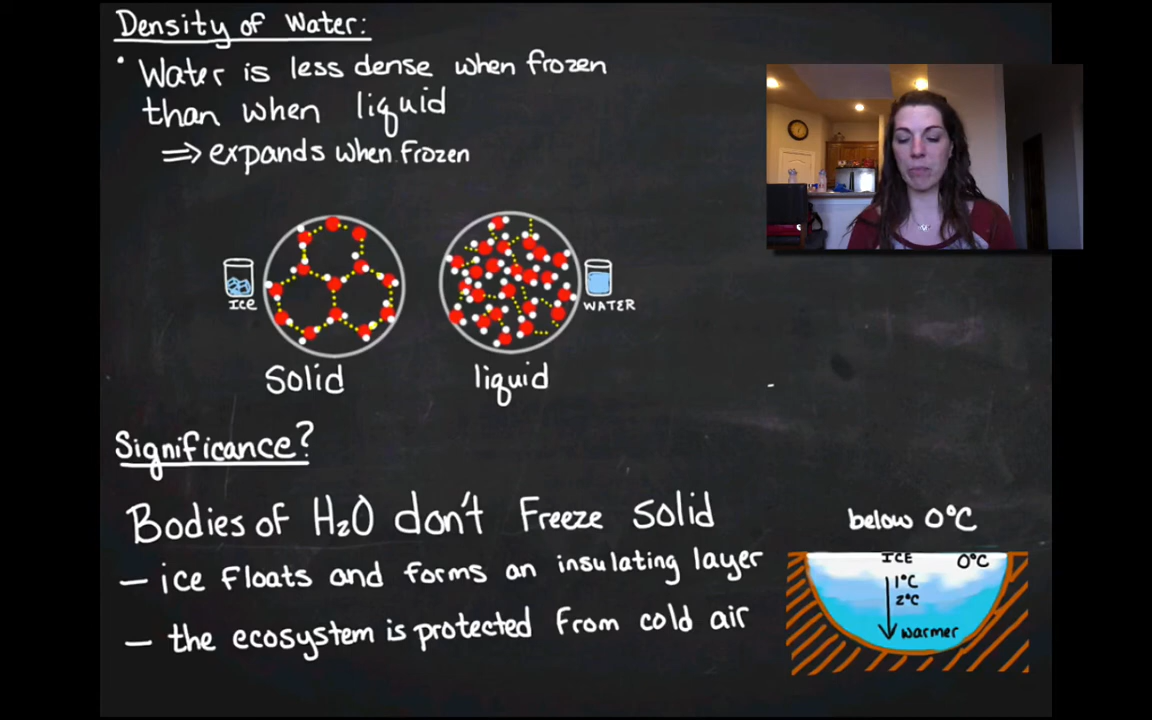 Density of Water:
• Water is less dense when frozen
than when liquid
⇒ expands when frozen
ICE
WATER
Solid
liquid
Significance?
Bodies of H₂O don't Freeze solid
– ice floats and forms an insulating layer
– the ecosystem is protected from cold air
below 0°C
ICE 0°C
1°C
2°C
warmer